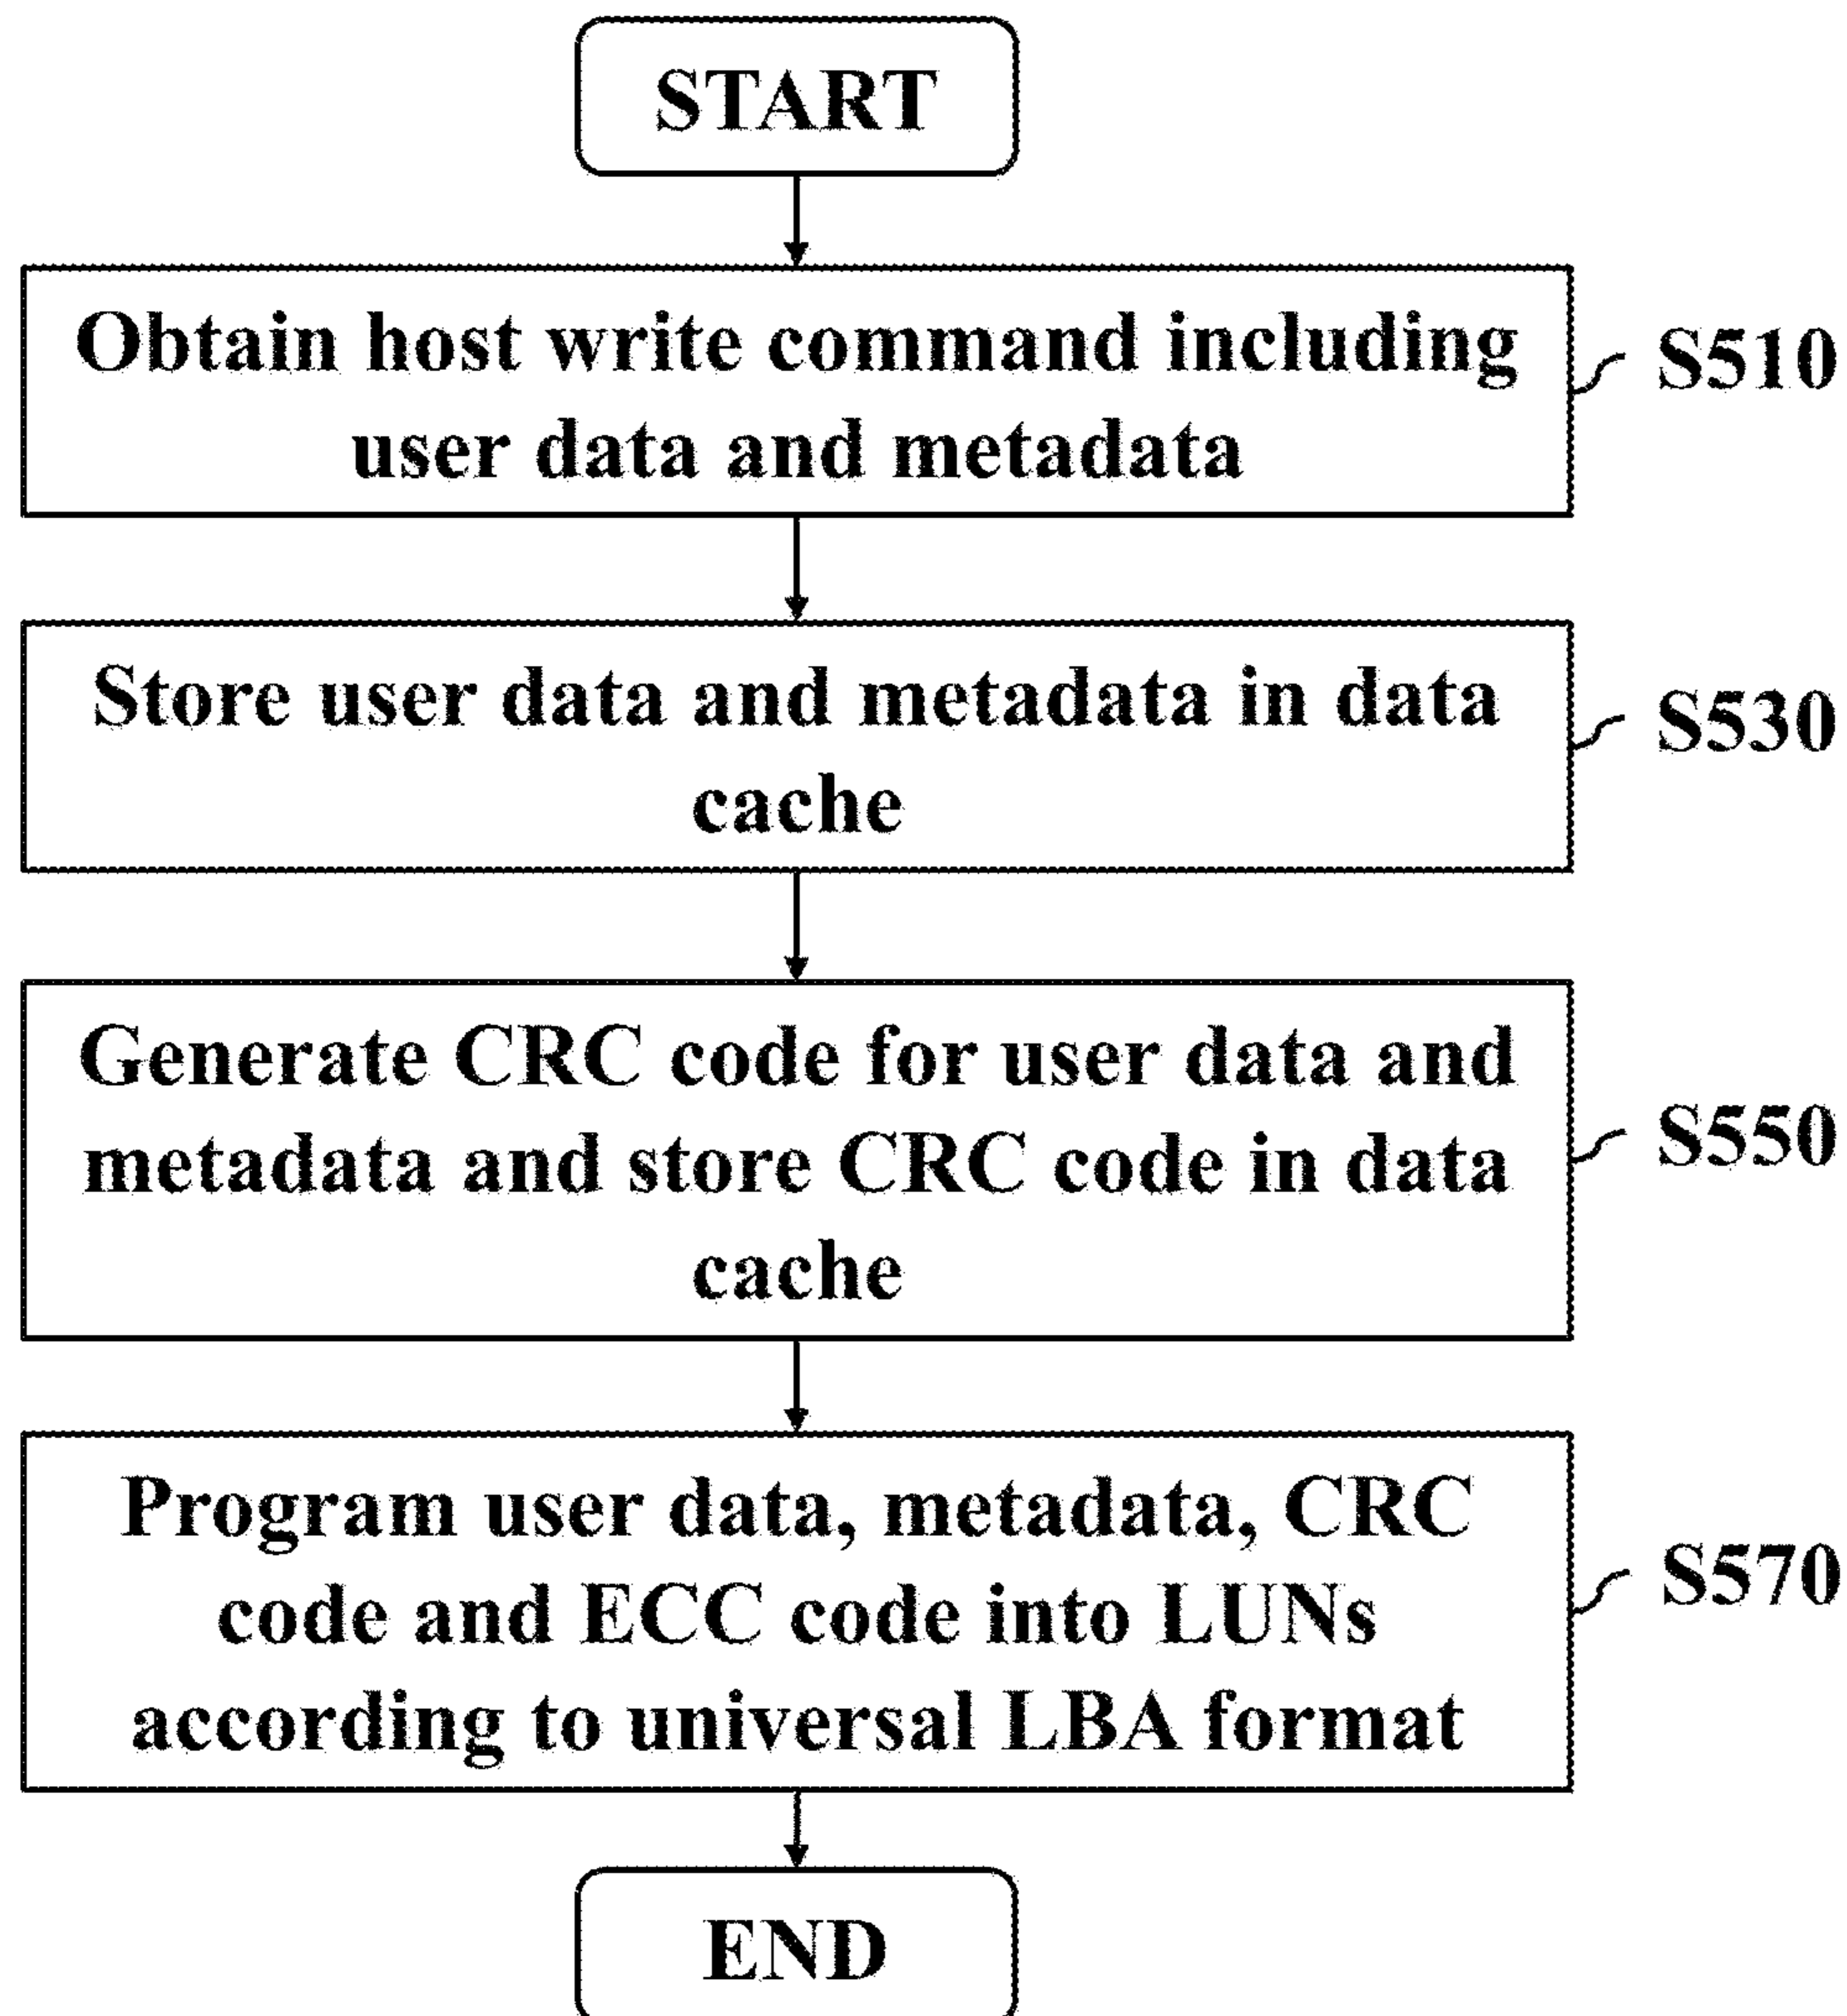 START
Obtain host write command including
user data and metadata
S510
Store user data and metadata in data
cache
S530
Generate CRC code for user data and
metadata and store CRC code in data
cache
S550
Program user data, metadata, CRC
code and ECC code into LUNs
according to universal LBA format
S570
END